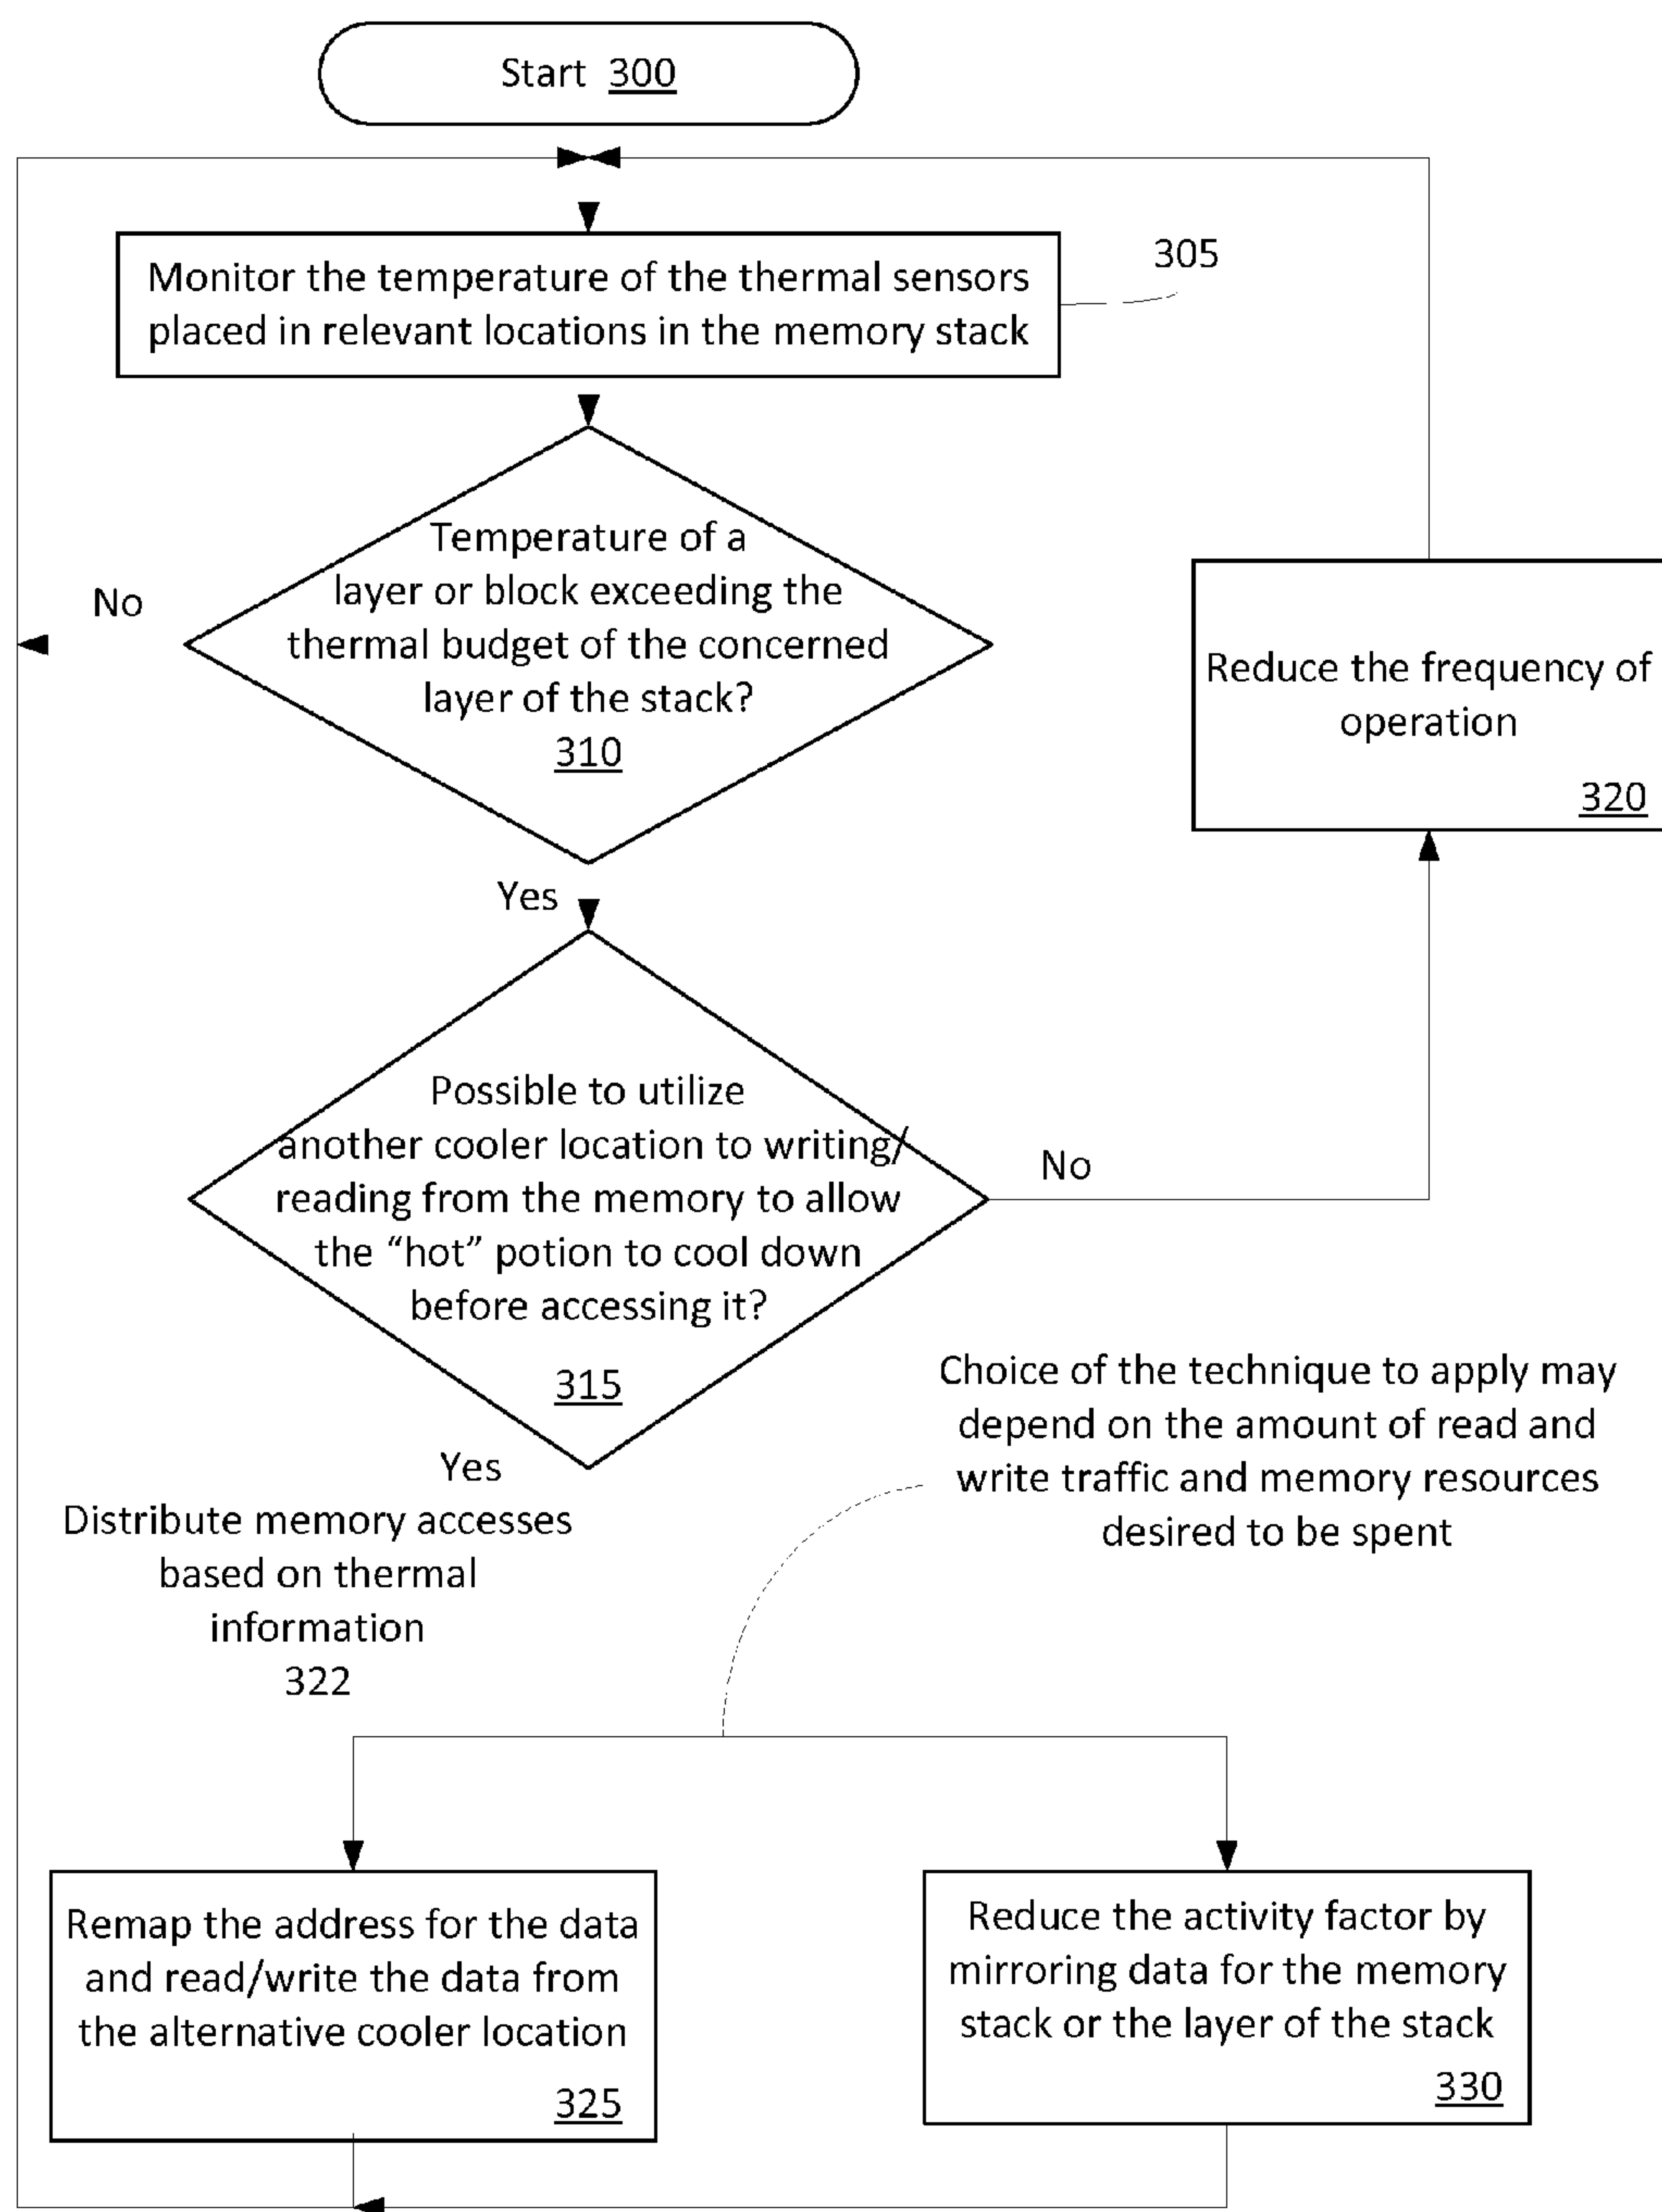 Start 300
Monitor the temperature of the thermal sensors
placed in relevant locations in the memory stack
305
Temperature of a
layer or block exceeding the
thermal budget of the concerned
layer of the stack?
310
No
Yes
Reduce the frequency of
operation
320
Possible to utilize
another cooler location to writing/
reading from the memory to allow
the “hot” potion to cool down
before accessing it?
315
No
Yes
Distribute memory accesses
based on thermal
information
322
Choice of the technique to apply may
depend on the amount of read and
write traffic and memory resources
desired to be spent
Remap the address for the data
and read/write the data from
the alternative cooler location
325
Reduce the activity factor by
mirroring data for the memory
stack or the layer of the stack
330